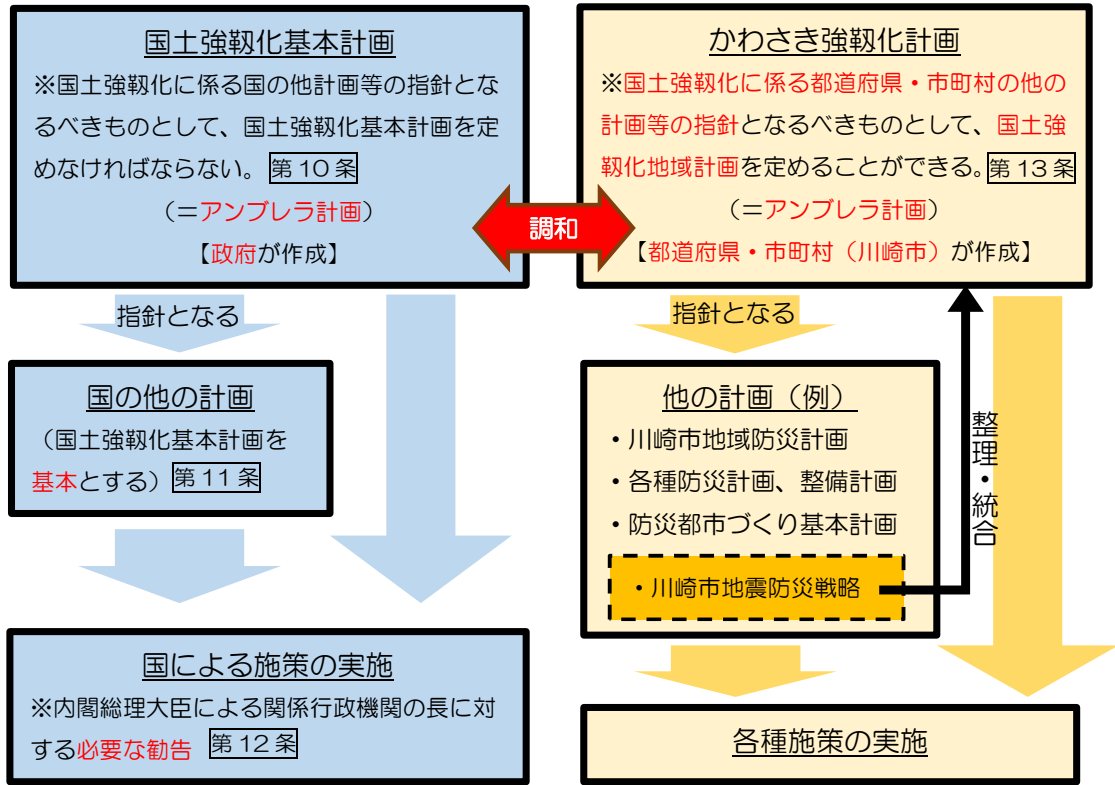 国土強靱化基本計画
※国土強靱化に係る国の他計画等の指針とな
るべきものとして、国土強靱化基本計画を定
めなければならない。 第10条
(=アンブレラ計画)
【政府が作成】
調和
かわさき強靱化計画
※国土強靱化に係る都道府県・市町村の他の
計画等の指針となるべきものとして、国土強
靱化地域計画を定めることができる。第13条
(=アンブレラ計画)
【都道府県・市町村(川崎市)が作成】
指針となる
国の他の計画
(国土強靱化基本計画を
基本とする) 第11条
国による施策の実施
※内閣総理大臣による関係行政機関の長に対
する必要な勧告 第12条
指針となる
他の計画(例)
・川崎市地域防災計画
・各種防災計画、整備計画
・防災都市づくり基本計画
・川崎市地震防災戦略
整理・統合
各種施策の実施